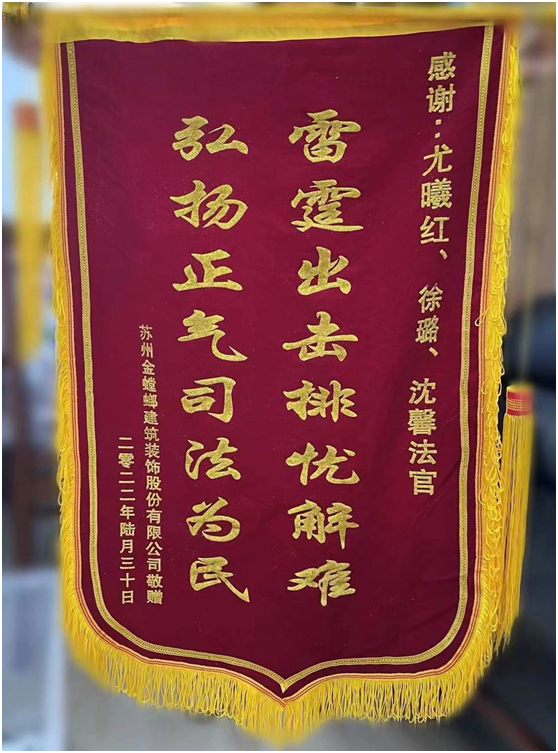 感谢：尤曦红、徐璐、沈馨法官
雷霆出击排忧解难
弘扬正气司法为民
苏州金螳螂建筑装饰股份有限公司敬赠
二零二二年陆月三十日